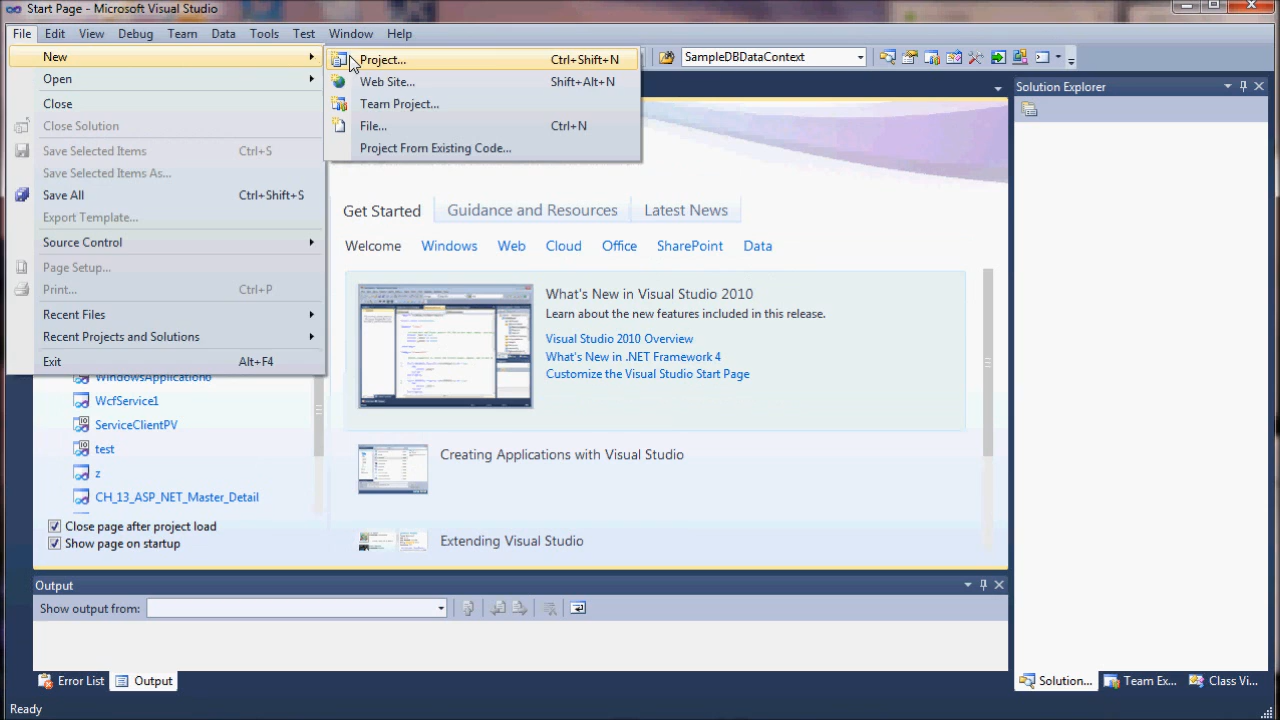 Start Page - Microsoft Visual Studio
File Edit View Debug Team Data Tools Test Window Help
New
Open
Close
Close Solution
Save Selected Items Ctrl+S
Save Selected Items As...
Save All Ctrl+Shift+S
Export Template...
Source Control
Page Setup...
Print... Ctrl+P
Recent Files
Recent Projects and Solutions
Exit Alt+F4
Project... Ctrl+Shift+N
Web Site... Shift+Alt+N
Team Project...
File... Ctrl+N
Project From Existing Code...
SampleDBDataContext
Solution Explorer
Get Started Guidance and Resources Latest News
Welcome Windows Web Cloud Office SharePoint Data
What's New in Visual Studio 2010
Learn about the new features included in this release.
Visual Studio 2010 Overview
What's New in .NET Framework 4
Customize the Visual Studio Start Page
Creating Applications with Visual Studio
Extending Visual Studio
WindowsApplication6
WcfService1
ServiceClientPV
test
z
CH_13_ASP_NET_Master_Detail
Close page after project load
Show page on startup
Output
Show output from:
Error List Output
Solution... Team Ex... Class Vi...
Ready